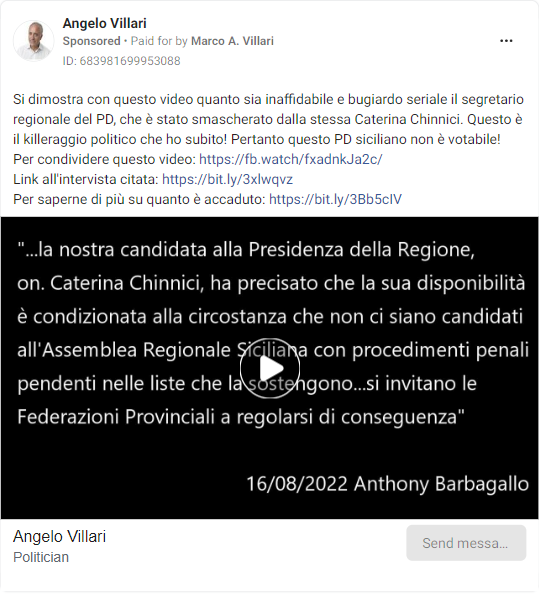 Angelo Villari
Sponsored • Paid for by Marco A. Villari
ID: 683981699953088
Si dimostra con questo video quanto sia inaffidabile e bugiardo seriale il segretario
regionale del PD, che è stato smascherato dalla stessa Caterina Chinnici. Questo è
il killeraggio politico che ho subito! Pertanto questo PD siciliano non è votabile!
Per condividere questo video: https://fb.watch/fxadnkJa2c/
Link all'intervista citata: https://bit.ly/3xlwqvz
Per saperne di più su quanto è accaduto: https://bit.ly/3Bb5cIV
"...la nostra candidata alla Presidenza della Regione,
on. Caterina Chinnici, ha precisato che la sua disponibilità
è condizionata alla circostanza che non ci siano candidati
all'Assemblea Regionale Siciliana con procedimenti penali
pendenti nelle liste che la sostengono...si invitano le
Federazioni Provinciali a regolarsi di conseguenza"
16/08/2022 Anthony Barbagallo
Angelo Villari
Politician
Send messa...